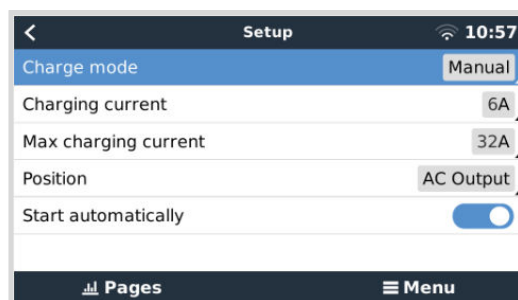 Setup 10:57
Charge mode Manual
Charging current 6A
Max charging current 32A
Position AC Output
Start automatically
Pages Menu